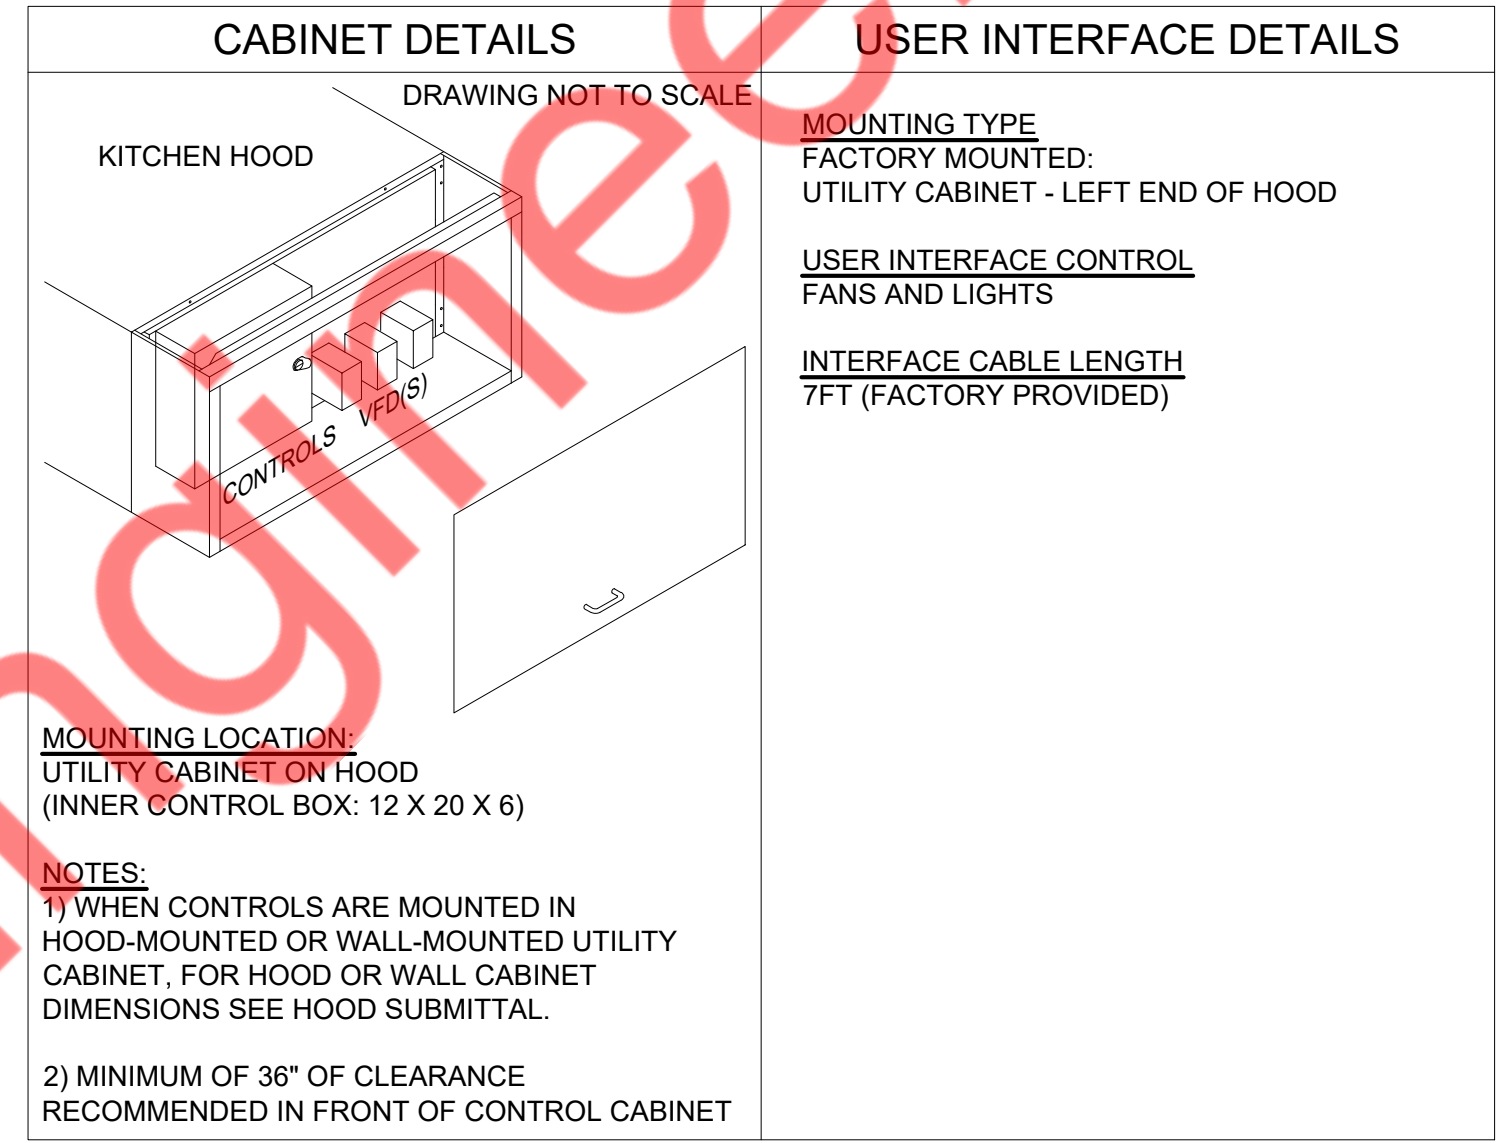 CABINET DETAILS
USER INTERFACE DETAILS
DRAWING NOT TO SCALE
KITCHEN HOOD
CONTROLS
VFD(S)
MOUNTING LOCATION:
UTILITY CABINET ON HOOD
(INNER CONTROL BOX: 12 X 20 X 6)
NOTES:
1) WHEN CONTROLS ARE MOUNTED IN
HOOD-MOUNTED OR WALL-MOUNTED UTILITY
CABINET, FOR HOOD OR WALL CABINET
DIMENSIONS SEE HOOD SUBMITTAL.
2) MINIMUM OF 36" OF CLEARANCE
RECOMMENDED IN FRONT OF CONTROL CABINET
MOUNTING TYPE
FACTORY MOUNTED:
UTILITY CABINET - LEFT END OF HOOD
USER INTERFACE CONTROL
FANS AND LIGHTS
INTERFACE CABLE LENGTH
7FT (FACTORY PROVIDED)